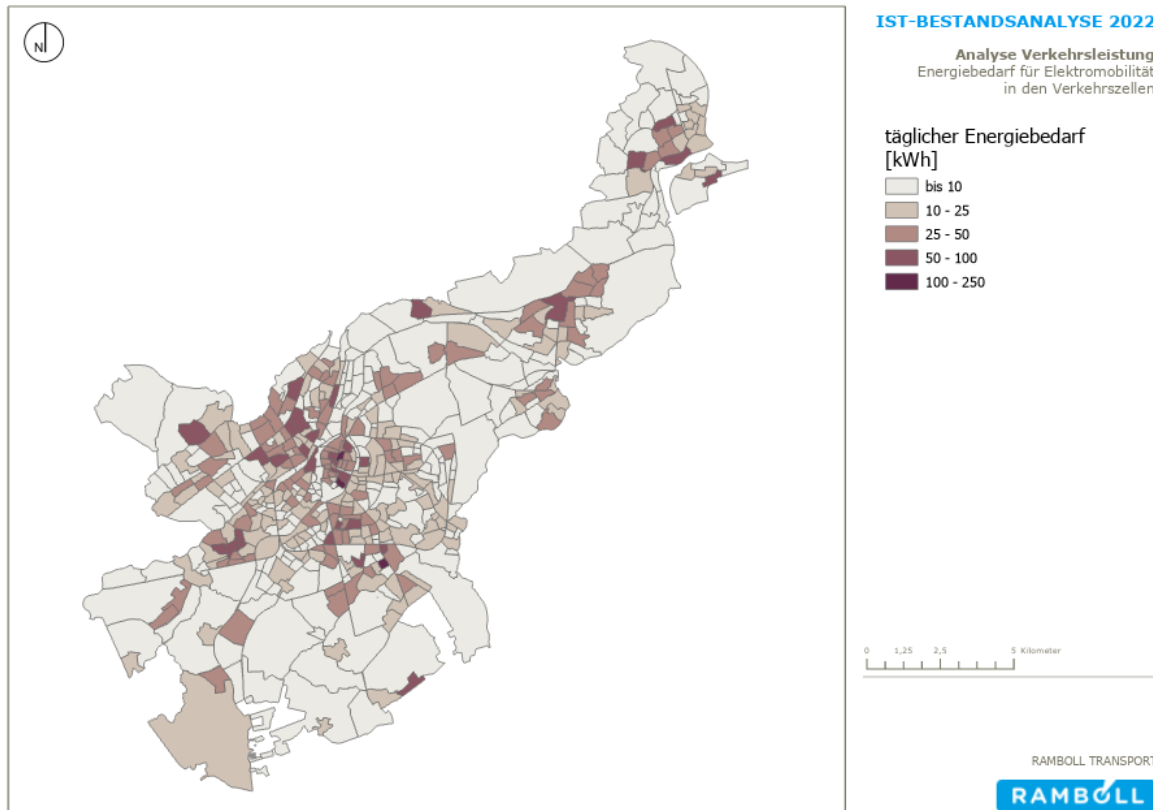 N
IST-BESTANDSANALYSE 2022
Analyse Verkehrsleistung
Energiebedarf für Elektromobilität
in den Verkehrszellen
täglicher Energiebedarf
[kWh]
bis 10
10 - 25
25 - 50
50 - 100
100 - 250
0 1,25 2,5 5 Kilometer
RAMBOLL TRANSPORT
RAMBOLL